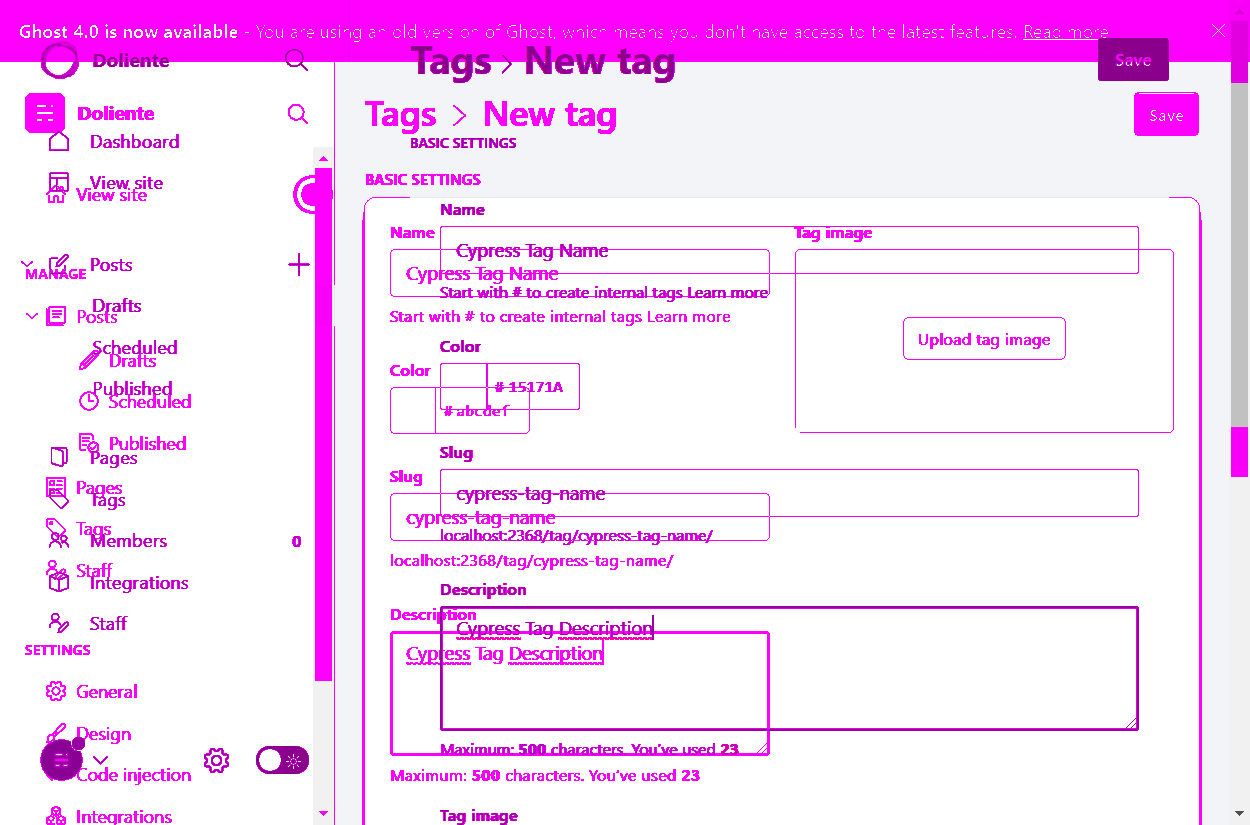 Ghost 4.0 is now available - You are using an old version of Ghost, which means you don't have access to the latest features. Read more
Doliente
Tags > New tag
Save
Doliente
Tags > New tag
Save
Dashboard
BASIC SETTINGS
View site
View site
BASIC SETTINGS
Name
Name
Tag image
Cypress Tag Name
Posts
MANAGE
Cypress Tag Name
Start with # to create internal tags Learn more
Drafts
Posts
Start with # to create internal tags Learn more
Upload tag image
Scheduled
Color
Drafts
Color
Published
# 15171A
Scheduled
# abcdef
Published
Slug
Pages
Slug
Pages
cypress-tag-name
Tags
cypress-tag-name
Tags
localhost:2368/tag/cypress-tag-name/
Members
0
localhost:2368/tag/cypress-tag-name/
Staff
Integrations
Description
Description
Staff
Cypress Tag Description
SETTINGS
Cypress Tag Description
General
Design
Maximum: 500 characters. You've used 23
Code injection
Maximum: 500 characters. You've used 23
Integrations
Tag image